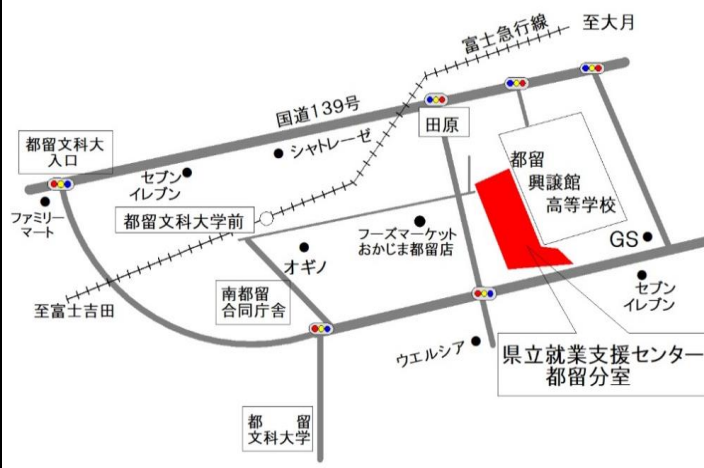 富士急行線
至大月
国道139号
田原
都留文科大
入口
シャトレーゼ
セブン
イレブン
都留
興譲館
高等学校
ファミリー
マート
都留文科大学前
フーズマーケット
おかじま都留店
GS
オギノ
至富士吉田
南都留
合同庁舎
セブン
イレブン
ウエルシア
県立就業支援センター
都留分室
都　留
文科大学